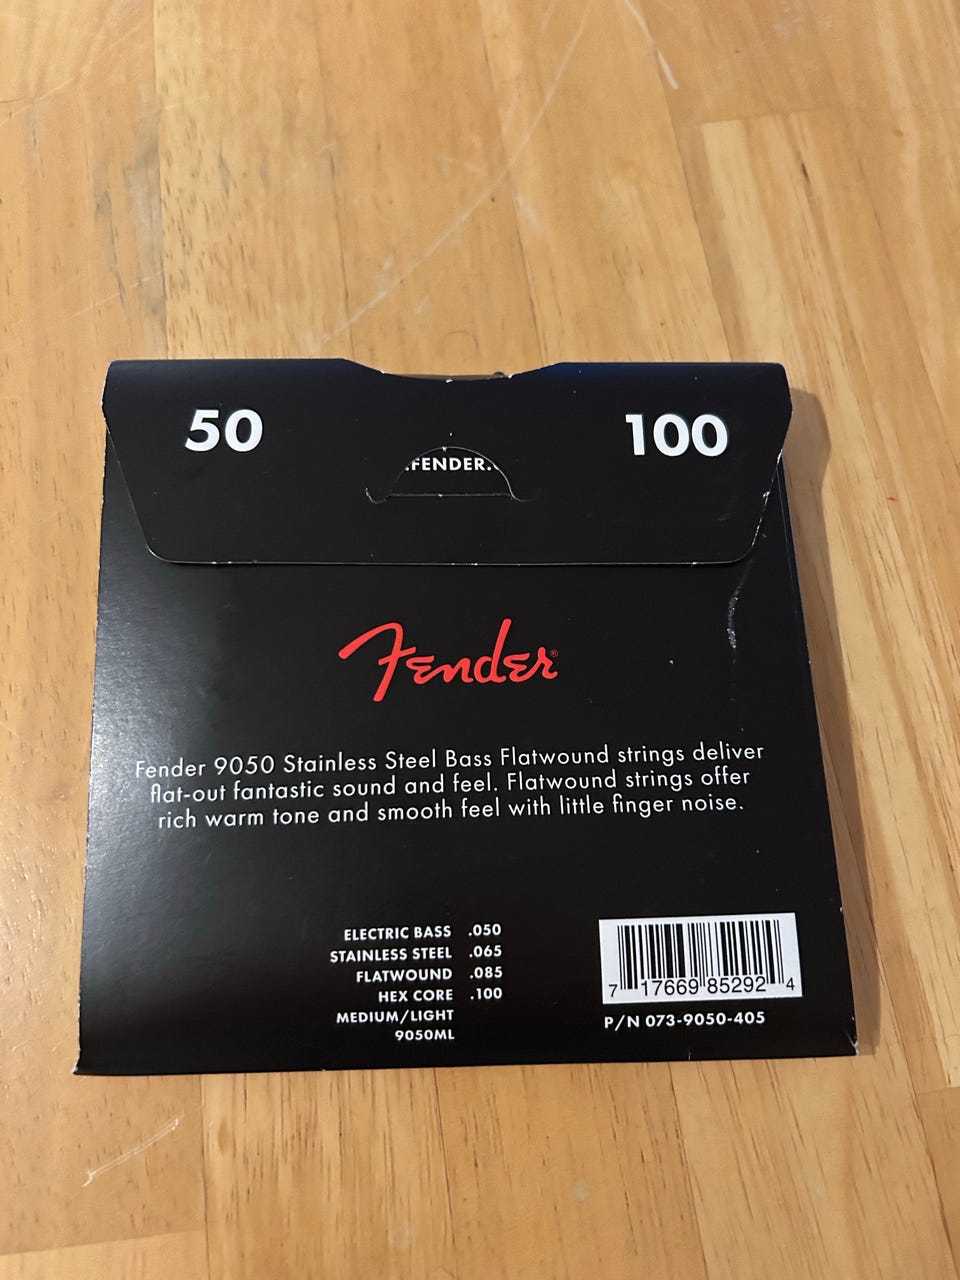 50 100
.FENDER.
Fender®
Fender 9050 Stainless Steel Bass Flatwound strings deliver
flat-out fantastic sound and feel. Flatwound strings offer
rich warm tone and smooth feel with little finger noise.
ELECTRIC BASS .050
STAINLESS STEEL .065
FLATWOUND .085
HEX CORE .100
MEDIUM/LIGHT
9050ML
7 17669 85292 4
P/N 073-9050-405